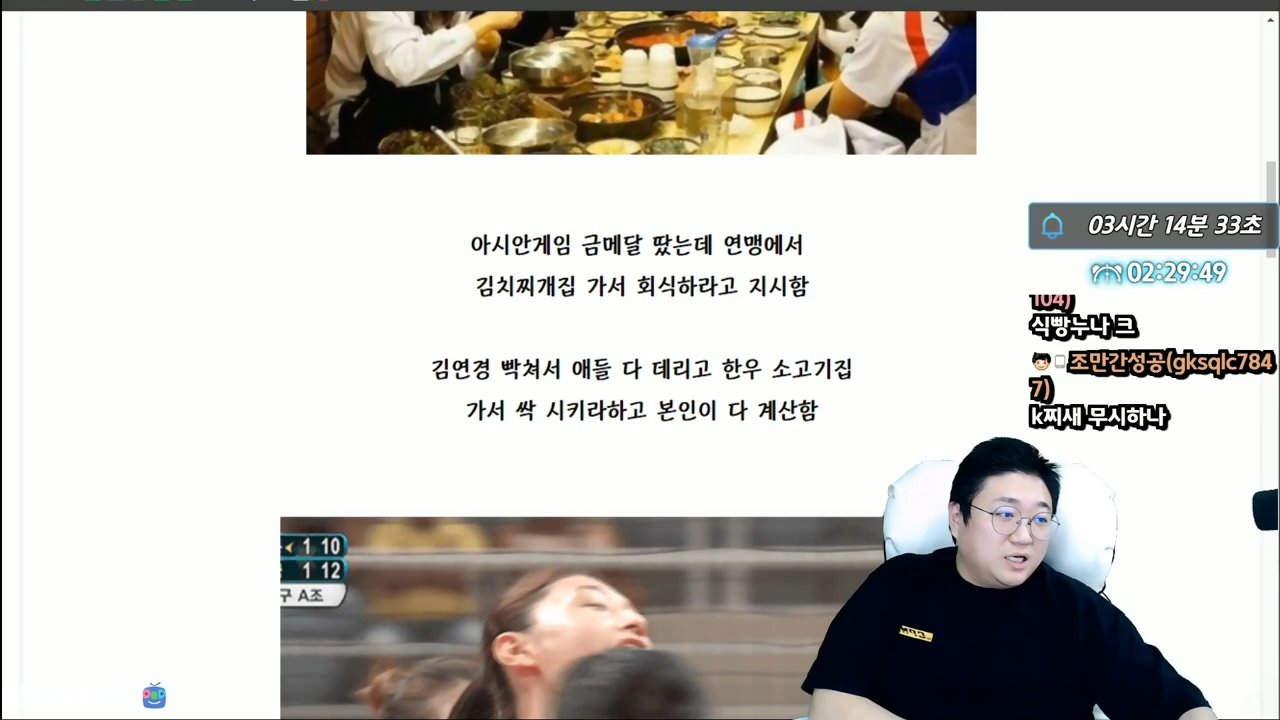 아시안게임 금메달 땄는데 연맹에서
김치찌개집 가서 회식하라고 지시함
김연경 빡쳐서 애들 다 데리고 한우 소고기집
가서 싹 시키라하고 본인이 다 계산함
03시간 14분 33초
02:29:49
104)
식빵누나 크
조만간성공(gksqlc784
7)
k찌새 무시하나
1 10
1 12
구 A조